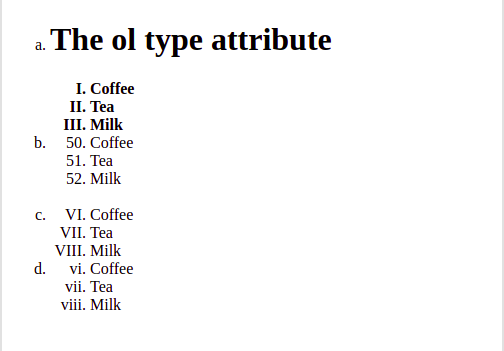 a. The ol type attribute
I. Coffee
II. Tea
III. Milk
b. 50. Coffee
51. Tea
52. Milk
c. VI. Coffee
VII. Tea
VIII. Milk
d. vi. Coffee
vii. Tea
viii. Milk